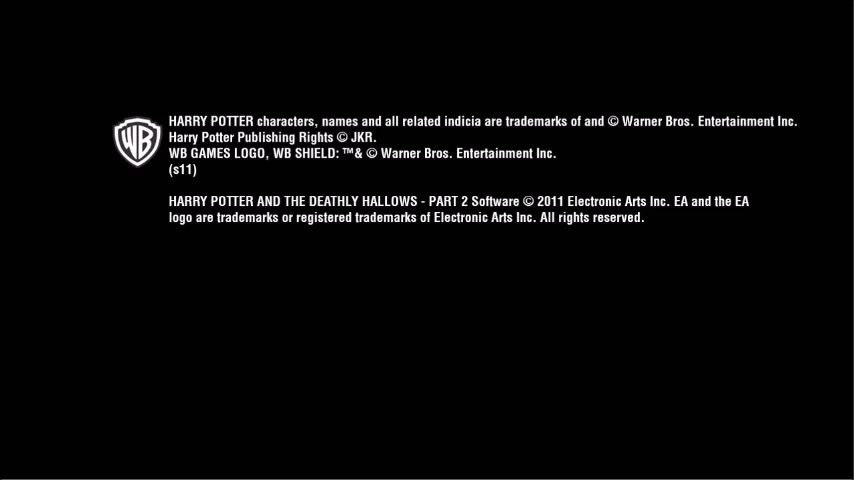 WB
HARRY POTTER characters, names and all related indicia are trademarks of and © Warner Bros. Entertainment Inc.
Harry Potter Publishing Rights © JKR.
WB GAMES LOGO, WB SHIELD: ™& © Warner Bros. Entertainment Inc.
(s11)
HARRY POTTER AND THE DEATHLY HALLOWS - PART 2 Software © 2011 Electronic Arts Inc. EA and the EA
logo are trademarks or registered trademarks of Electronic Arts Inc. All rights reserved.